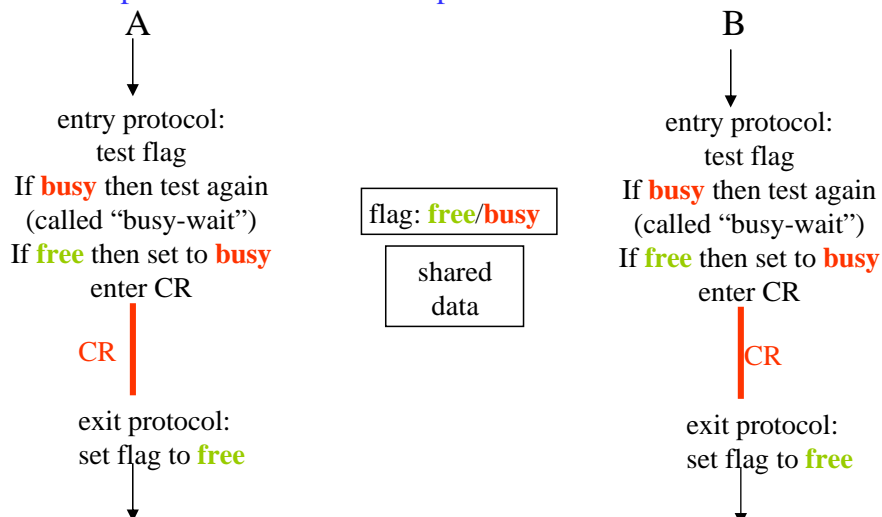 A
entry protocol:
test flag
If busy then test again
(called “busy-wait”)
If free then set to busy
enter CR
CR
exit protocol:
set flag to free
flag: free/busy
shared
data
B
entry protocol:
test flag
If busy then test again
(called “busy-wait”)
If free then set to busy
enter CR
CR
exit protocol:
set flag to free